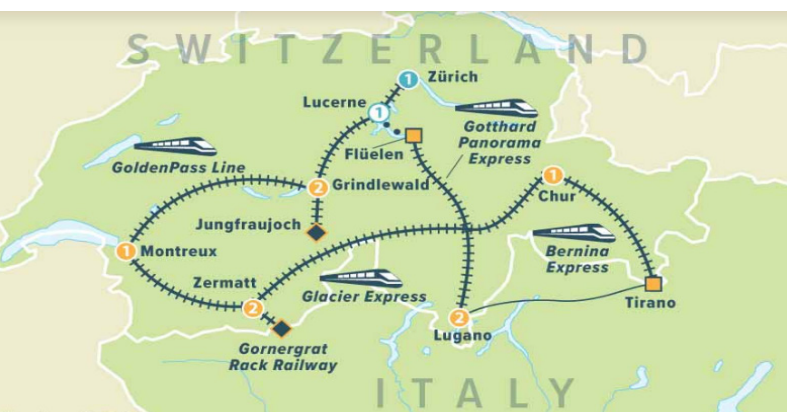 SWITZERLAND
1
Zürich
Lucerne
1
Gotthard
Panorama
Express
Flüelen
GoldenPass Line
2
Grindlewald
1
Chur
Jungfraujoch
1
Montreux
Bernina
Express
Zermatt
2
Glacier Express
Tirano
2
Lugano
Gornergrat
Rack Railway
ITALY